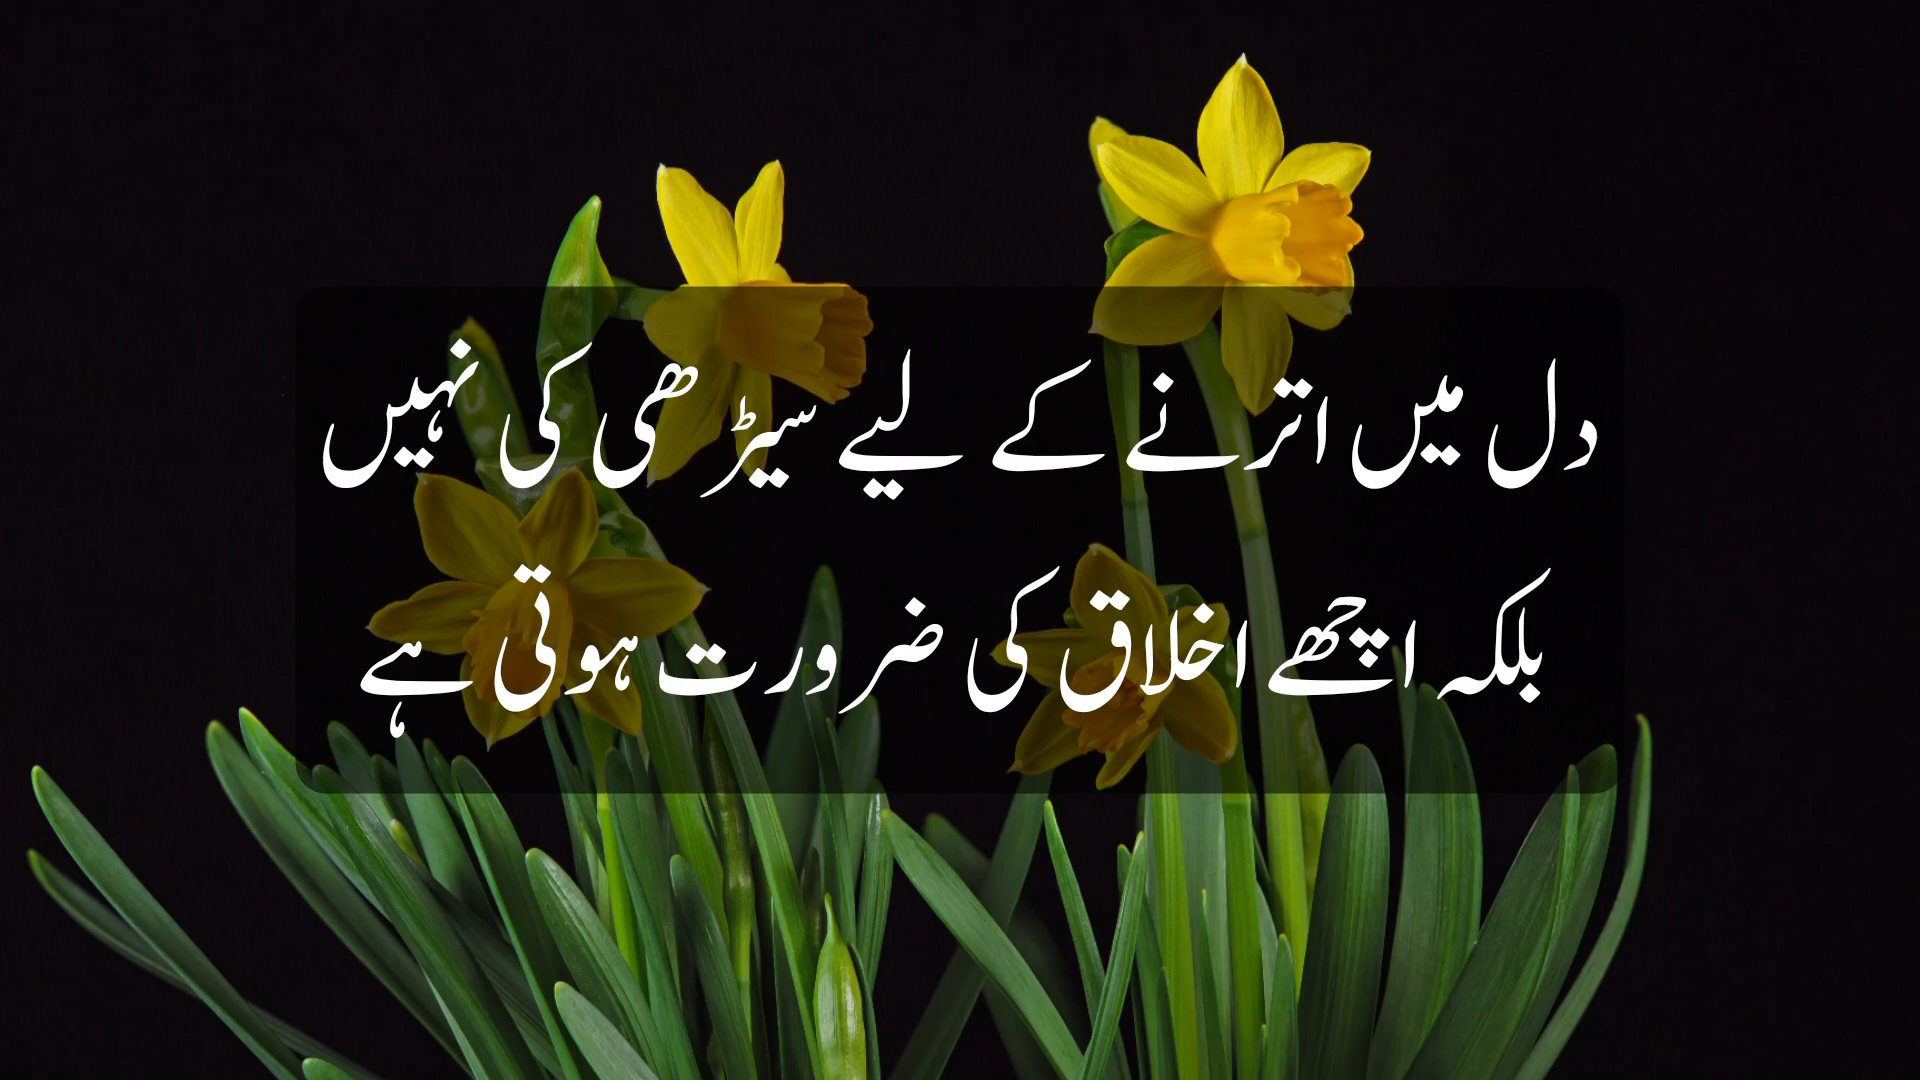 دل میں اترنے کے لیے سیڑھی کی نہیں
بلکہ اچھے اخلاق کی ضرورت ہوتی ہے